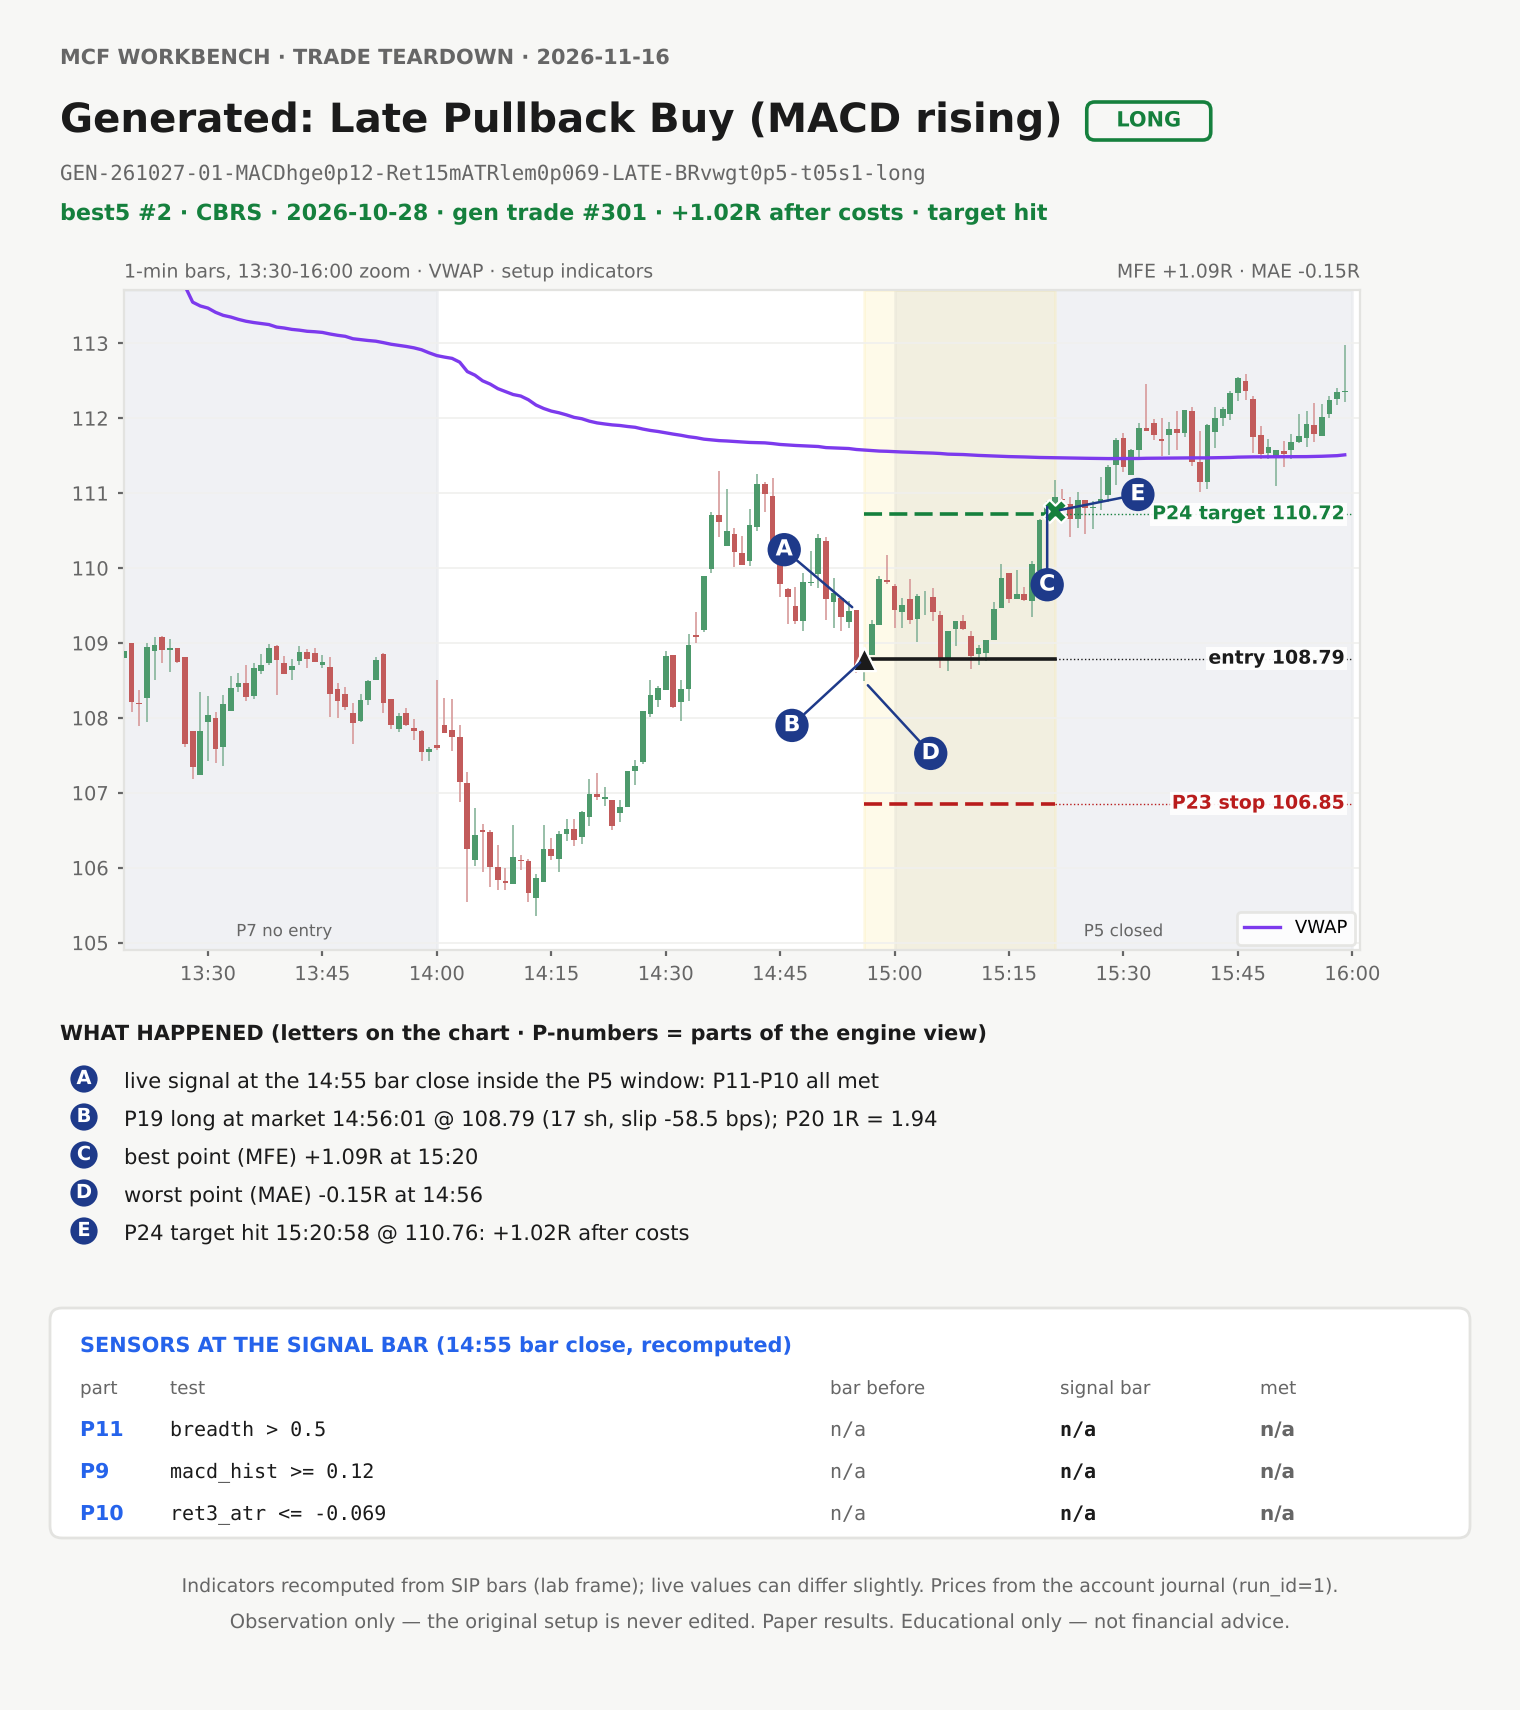 MCF WORKBENCH · TRADE TEARDOWN · 2026-11-16
Generated: Late Pullback Buy (MACD rising) LONG
GEN-261027-01-MACDhge0p12-Ret15mATRlem0p069-LATE-BRvwgt0p5-t05s1-long
best5 #2 · CBRS · 2026-10-28 · gen trade #301 · +1.02R after costs · target hit
1-min bars, 13:30-16:00 zoom · VWAP · setup indicators MFE +1.09R · MAE -0.15R
113
112
111
110
109
108
107
106
105
A
B
C
D
E
P24 target 110.72
entry 108.79
P23 stop 106.85
P7 no entry
P5 closed
VWAP
13:30 13:45 14:00 14:15 14:30 14:45 15:00 15:15 15:30 15:45 16:00
WHAT HAPPENED (letters on the chart · P-numbers = parts of the engine view)
A live signal at the 14:55 bar close inside the P5 window: P11-P10 all met
B P19 long at market 14:56:01 @ 108.79 (17 sh, slip -58.5 bps); P20 1R = 1.94
C best point (MFE) +1.09R at 15:20
D worst point (MAE) -0.15R at 14:56
E P24 target hit 15:20:58 @ 110.76: +1.02R after costs
SENSORS AT THE SIGNAL BAR (14:55 bar close, recomputed)
part test bar before signal bar met
P11 breadth > 0.5 n/a n/a n/a
P9 macd_hist >= 0.12 n/a n/a n/a
P10 ret3_atr <= -0.069 n/a n/a n/a
Indicators recomputed from SIP bars (lab frame); live values can differ slightly. Prices from the account journal (run_id=1).
Observation only — the original setup is never edited. Paper results. Educational only — not financial advice.